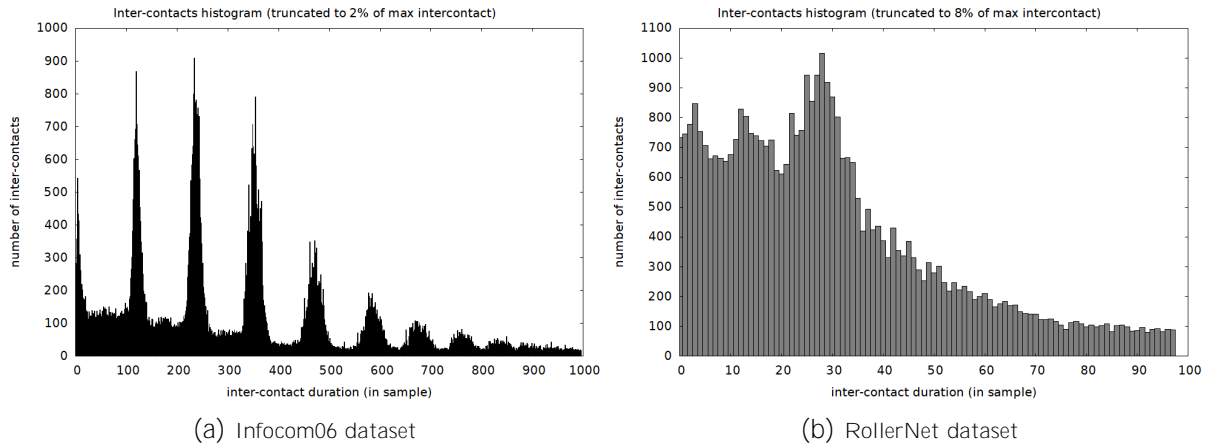 Inter-contacts histogram (truncated to 2% of max intercontact)
number of inter-contacts
1000
900
800
700
600
500
400
300
200
100
0
0 100 200 300 400 500 600 700 800 900 1000
inter-contact duration (in sample)
(a) Infocom06 dataset
Inter-contacts histogram (truncated to 8% of max intercontact)
number of inter-contacts
1100
1000
900
800
700
600
500
400
300
200
100
0
0 10 20 30 40 50 60 70 80 90 100
inter-contact duration (in sample)
(b) RollerNet dataset